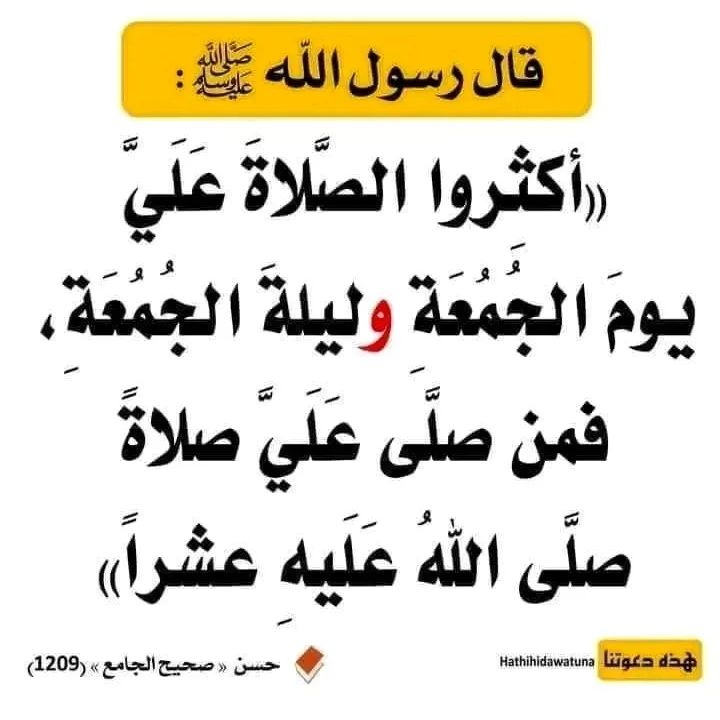 قال رسول الله ﷺ :
((أكثروا الصَّلاةَ عَلَيَّ
يومَ الجُمُعَةِ وليلةَ الجُمُعَةِ،
فمن صلَّى عَلَيَّ صلاةً
صلَّى اللهُ عَلَيهِ عشراً))
هذه دعوتنا Hathihidawatuna
حسن « صحيح الجامع » (1209)